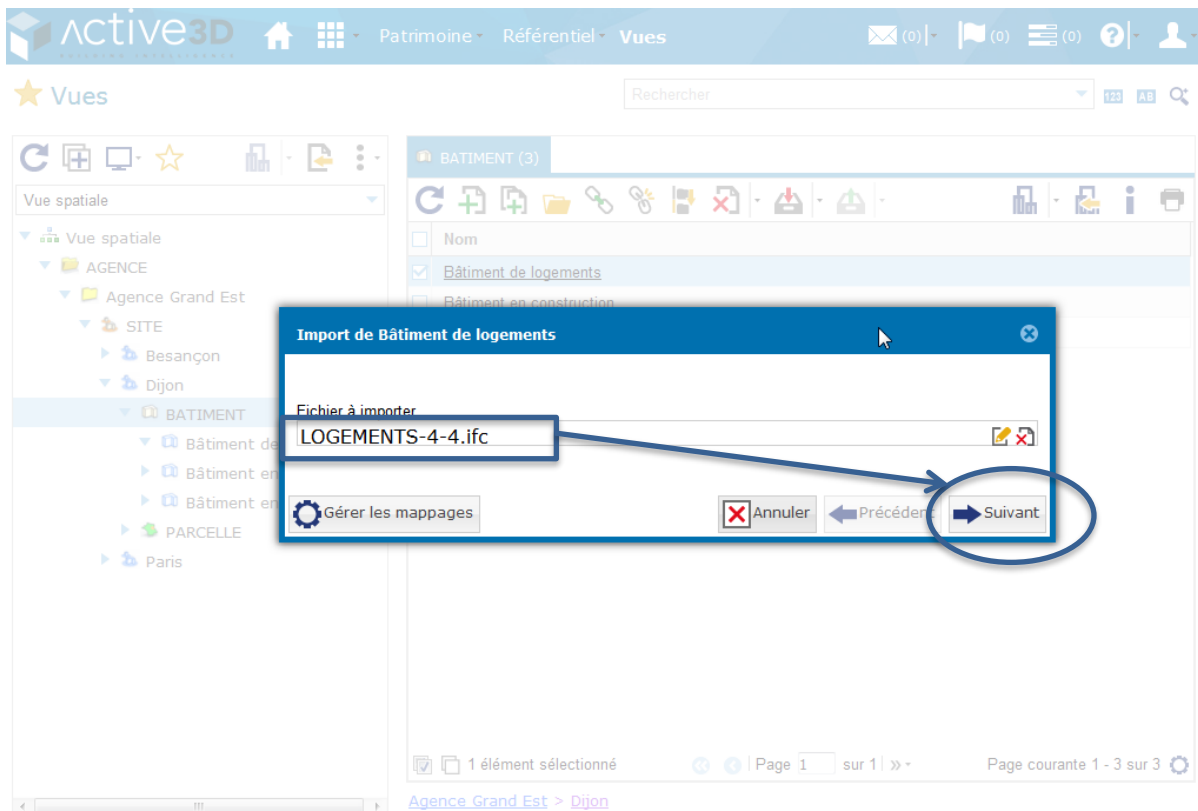 Active3D
BUILDING INTELLIGENCE
Patrimoine Référentiel Vues (0) (0) (0) ?
Vues
Rechercher
123 AB
Vue spatiale
Vue spatiale
AGENCE
Agence Grand Est
SITE
Besançon
Dijon
BATIMENT
Bâtiment de
Bâtiment en
Bâtiment en
PARCELLE
Paris
BATIMENT (3)
Nom
Bâtiment de logements
Bâtiment en construction
Import de Bâtiment de logements
Fichier à importer
LOGEMENTS-4-4.ifc
Gérer les mappages
Annuler
Précédent
Suivant
1 élément sélectionné
Page 1 sur 1
Page courante 1 - 3 sur 3
Agence Grand Est > Dijon